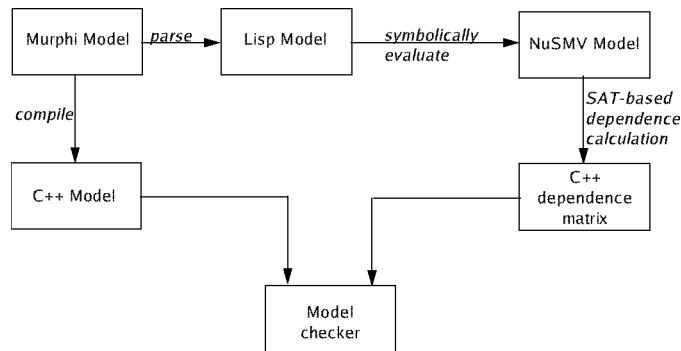 Murphi Model
parse
Lisp Model
symbolically
evaluate
NuSMV Model
compile
SAT-based
dependence
calculation
C++ Model
C++
dependence
matrix
Model
checker